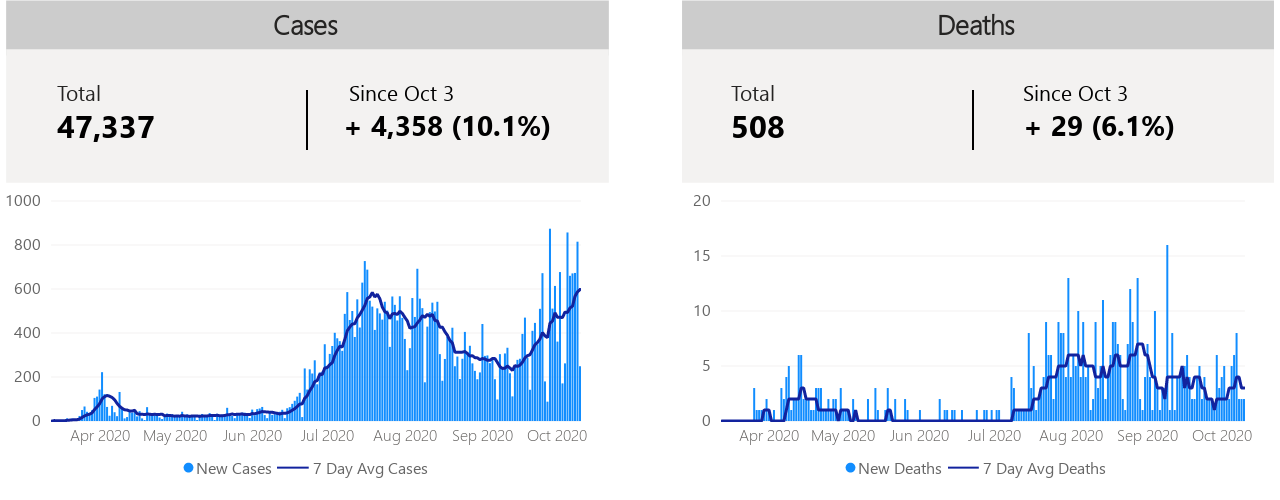 Cases
Total
Since Oct 3
47,337
+ 4,358 (10.1%)
1000
800
600
400
200
0
Apr 2020 May 2020 Jun 2020 Jul 2020 Aug 2020 Sep 2020 Oct 2020
New Cases 7 Day Avg Cases
Deaths
Total
Since Oct 3
508
+ 29 (6.1%)
20
15
10
5
0
Apr 2020 May 2020 Jun 2020 Jul 2020 Aug 2020 Sep 2020 Oct 2020
New Deaths 7 Day Avg Deaths